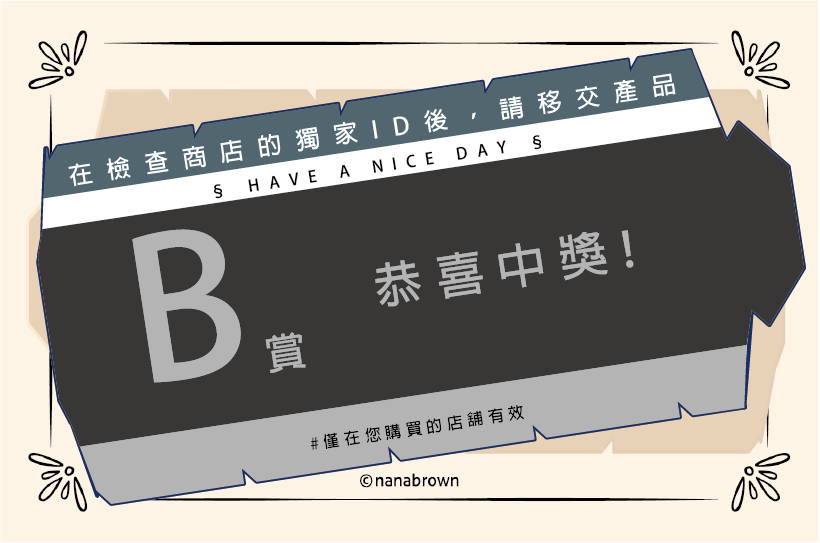 在檢查商店的獨家ID後，請移交產品
§ HAVE A NICE DAY §
B賞
恭喜中獎!
#僅在您購買的店舖有效
©nanabrown